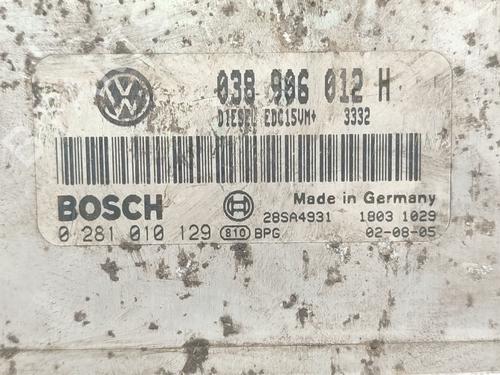 038 906 012 H
DIESEL EDC15VM+ 3332
BOSCH
Made in Germany
28SA4931 1803 1029
0 281 010 129 810 BPG 02-08-05